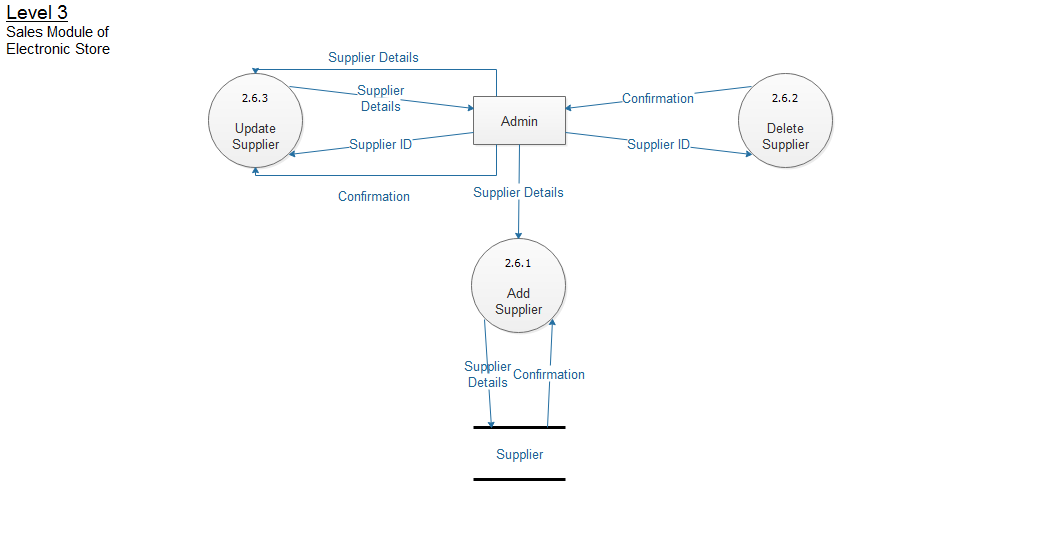 Level 3
Sales Module of
Electronic Store
Supplier Details
2.6.3
Update
Supplier
Supplier
Details
Supplier ID
Confirmation
Admin
Confirmation
Supplier ID
2.6.2
Delete
Supplier
Supplier Details
2.6.1
Add
Supplier
Supplier
Details
Confirmation
Supplier